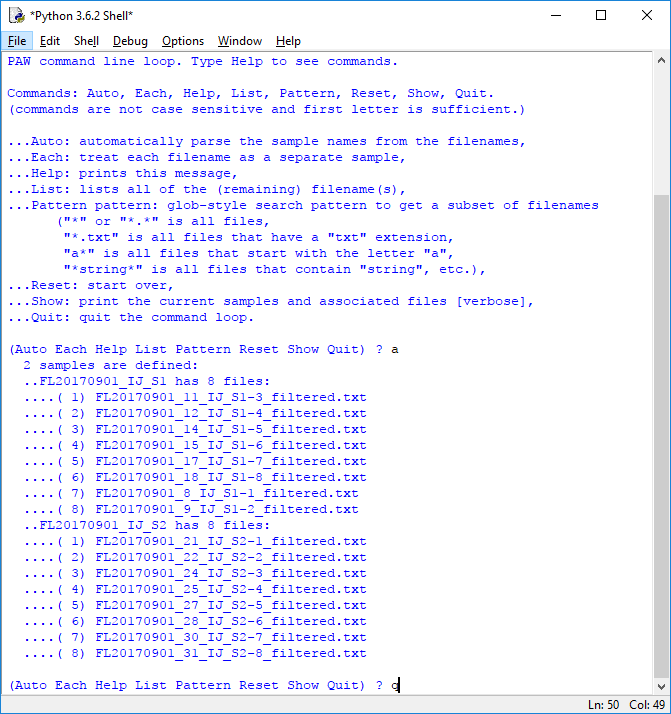 *Python 3.6.2 Shell*
File Edit Shell Debug Options Window Help
PAW command line loop. Type Help to see commands.
Commands: Auto, Each, Help, List, Pattern, Reset, Show, Quit.
(commands are not case sensitive and first letter is sufficient.)
...Auto: automatically parse the sample names from the filenames,
...Each: treat each filename as a separate sample,
...Help: prints this message,
...List: lists all of the (remaining) filename(s),
...Pattern pattern: glob-style search pattern to get a subset of filenames
("*" or "*.*" is all files,
"*.txt" is all files that have a "txt" extension,
"a*" is all files that start with the letter "a",
"*string*" is all files that contain "string", etc.),
...Reset: start over,
...Show: print the current samples and associated files [verbose],
...Quit: quit the command loop.
(Auto Each Help List Pattern Reset Show Quit) ? a
2 samples are defined:
..FL20170901_IJ_S1 has 8 files:
....( 1) FL20170901_11_IJ_S1-3_filtered.txt
....( 2) FL20170901_12_IJ_S1-4_filtered.txt
....( 3) FL20170901_14_IJ_S1-5_filtered.txt
....( 4) FL20170901_15_IJ_S1-6_filtered.txt
....( 5) FL20170901_17_IJ_S1-7_filtered.txt
....( 6) FL20170901_18_IJ_S1-8_filtered.txt
....( 7) FL20170901_8_IJ_S1-1_filtered.txt
....( 8) FL20170901_9_IJ_S1-2_filtered.txt
..FL20170901_IJ_S2 has 8 files:
....( 1) FL20170901_21_IJ_S2-1_filtered.txt
....( 2) FL20170901_22_IJ_S2-2_filtered.txt
....( 3) FL20170901_24_IJ_S2-3_filtered.txt
....( 4) FL20170901_25_IJ_S2-4_filtered.txt
....( 5) FL20170901_27_IJ_S2-5_filtered.txt
....( 6) FL20170901_28_IJ_S2-6_filtered.txt
....( 7) FL20170901_30_IJ_S2-7_filtered.txt
....( 8) FL20170901_31_IJ_S2-8_filtered.txt
(Auto Each Help List Pattern Reset Show Quit) ? q
Ln: 50 Col: 49